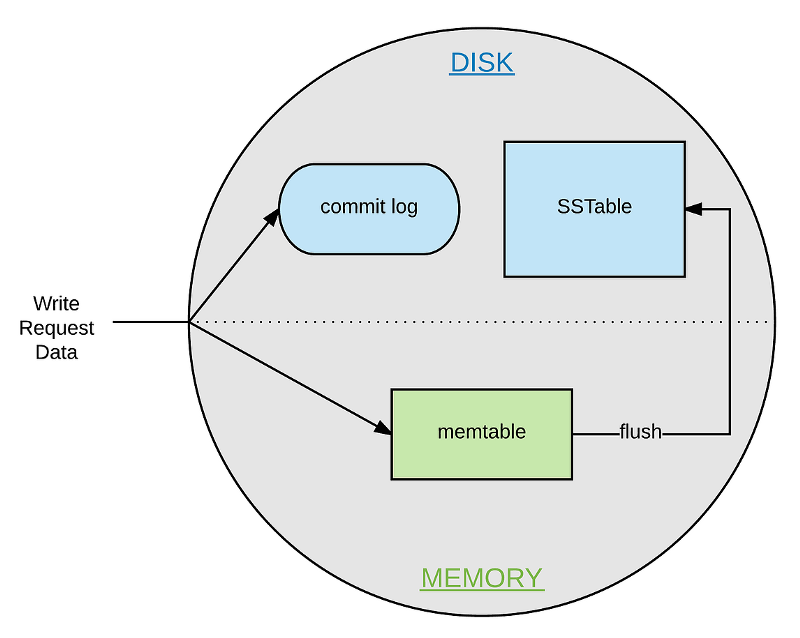 DISK
commit log
SSTable
Write
Request
Data
memtable
flush
MEMORY